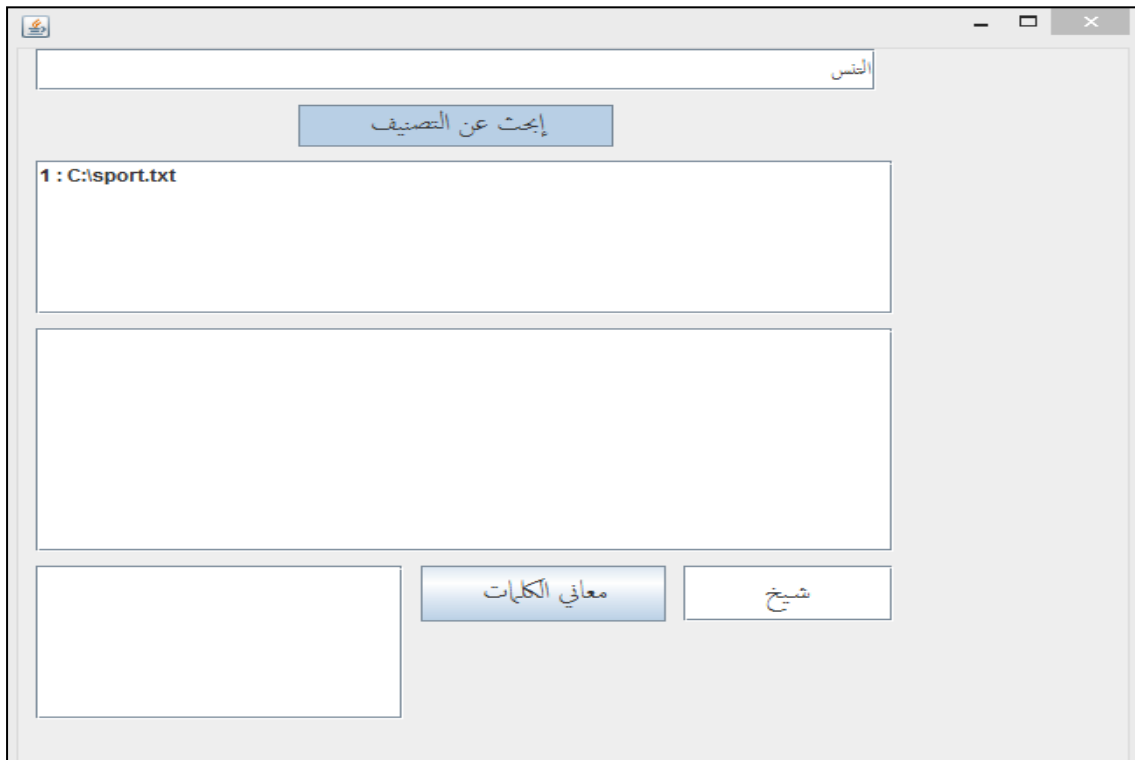 التنس
إبحث عن التصنيف
1 : C:\sport.txt
شيخ
معاني الكلمات